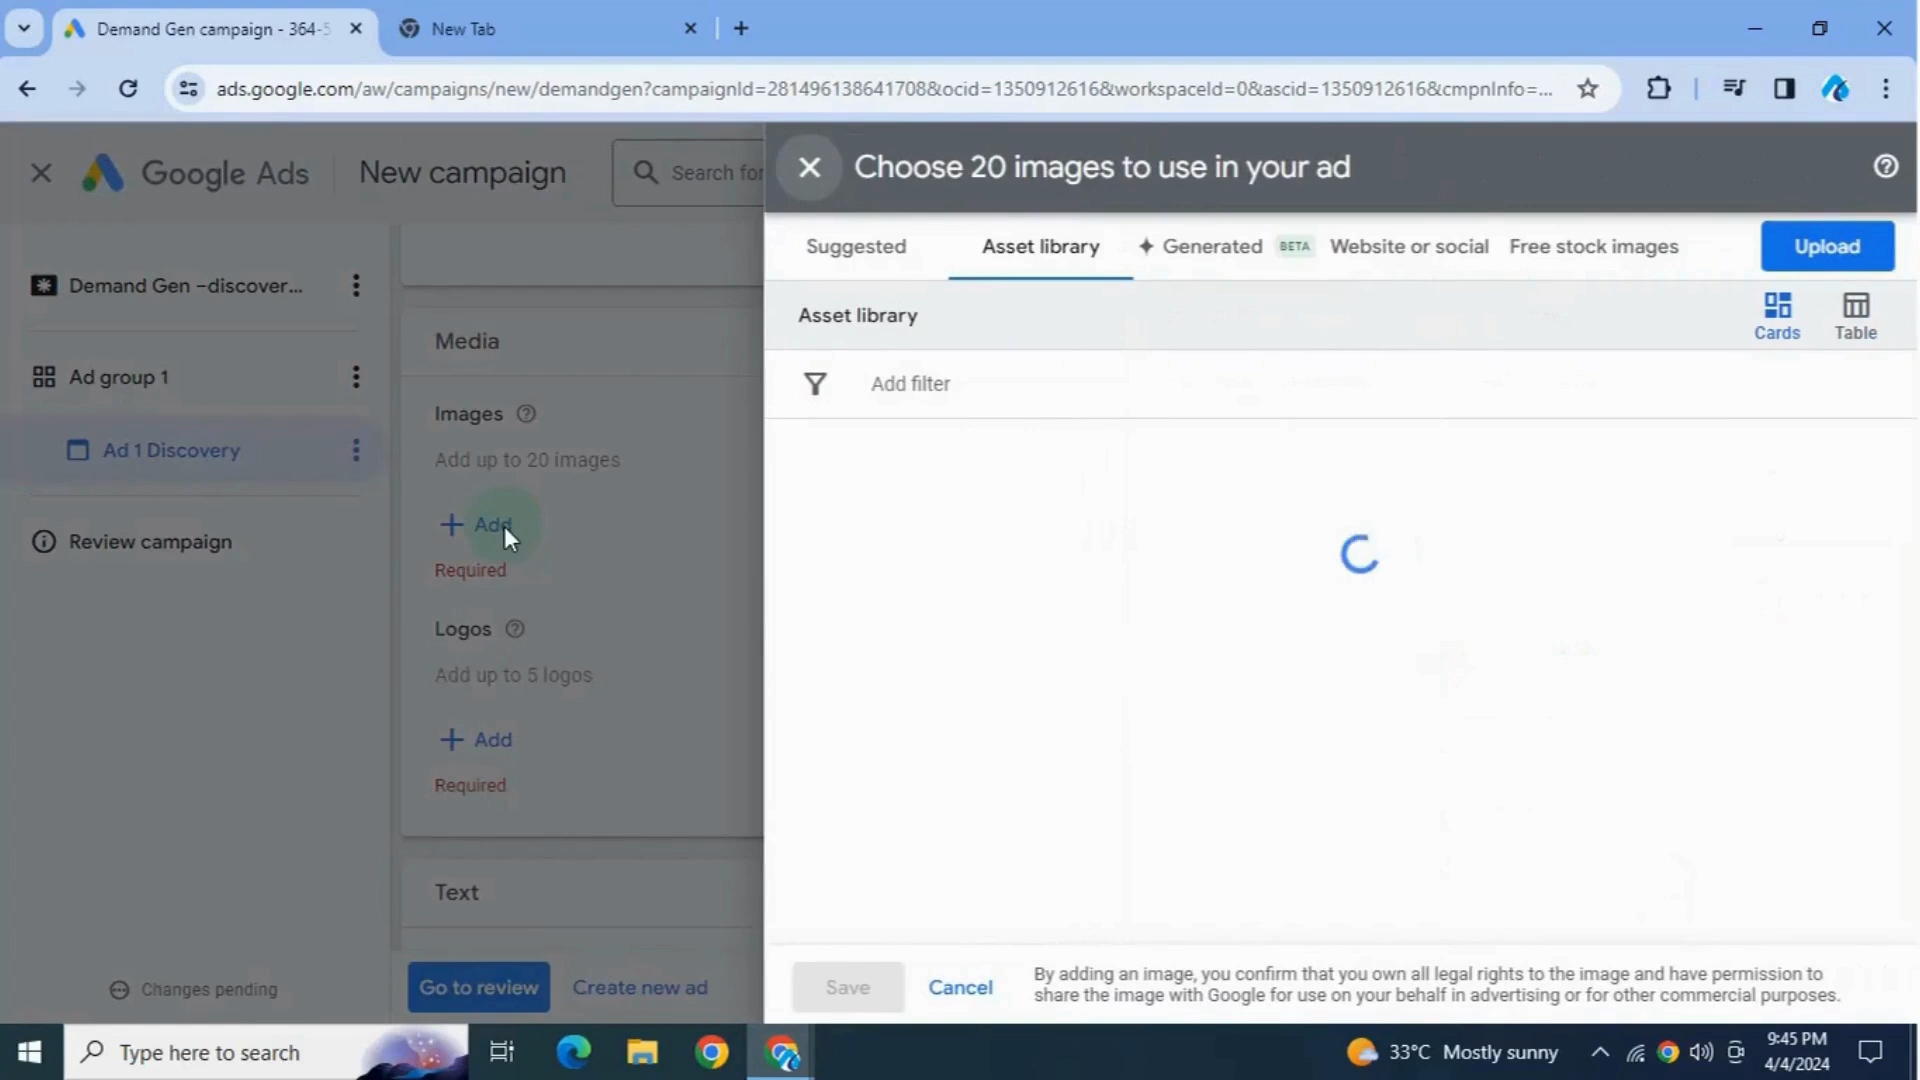 Demand Gen campaign - 364-5
New Tab
ads.google.com/aw/campaigns/new/demandgen?campaignId=281496138641708&ocid=1350912616&workspaceId=0&ascid=1350912616&cmpnInfo=...
Google Ads
New campaign
Search for
Choose 20 images to use in your ad
Suggested
Asset library
Generated BETA
Website or social
Free stock images
Upload
Demand Gen –discover...
Asset library
Cards
Table
Media
Ad group 1
Add filter
Images
Ad 1 Discovery
Add up to 20 images
Add
Review campaign
Required
Logos
Add up to 5 logos
Add
Required
Text
Changes pending
Go to review
Create new ad
Save
Cancel
By adding an image, you confirm that you own all legal rights to the image and have permission to
share the image with Google for use on your behalf in advertising or for other commercial purposes.
Type here to search
33°C Mostly sunny
9:45 PM
4/4/2024